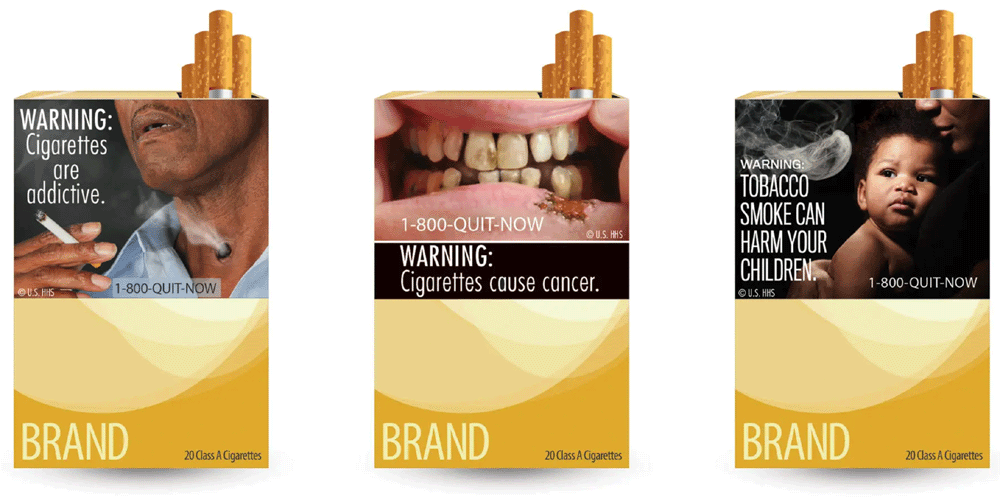 WARNING:
Cigarettes
are
addictive.
1-800-QUIT-NOW
© U.S. HHS
BRAND
20 Class A Cigarettes
1-800-QUIT-NOW
© U.S. HHS
WARNING:
Cigarettes cause cancer.
BRAND
20 Class A Cigarettes
WARNING:
TOBACCO
SMOKE CAN
HARM YOUR
CHILDREN.
1-800-QUIT-NOW
© U.S. HHS
BRAND
20 Class A Cigarettes